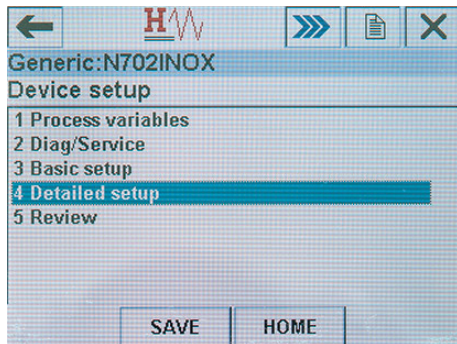 H
Generic:N702INOX
Device setup
1 Process variables
2 Diag/Service
3 Basic setup
4 Detailed setup
5 Review
SAVE HOME